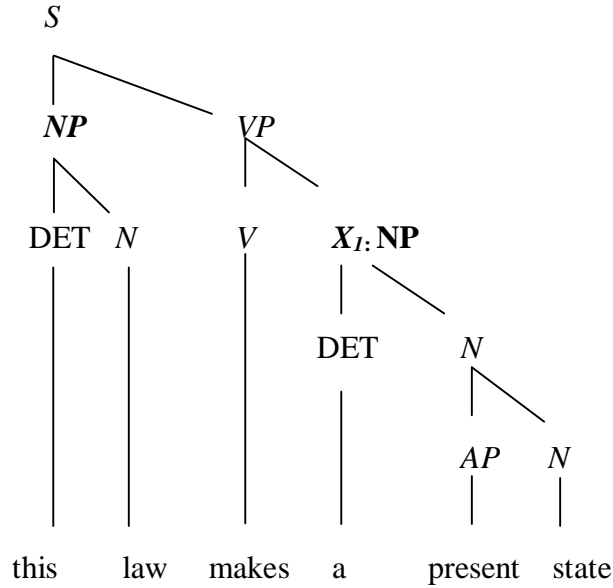 S
NP VP
DET N V X1: NP
DET N
AP N
this law makes a present state